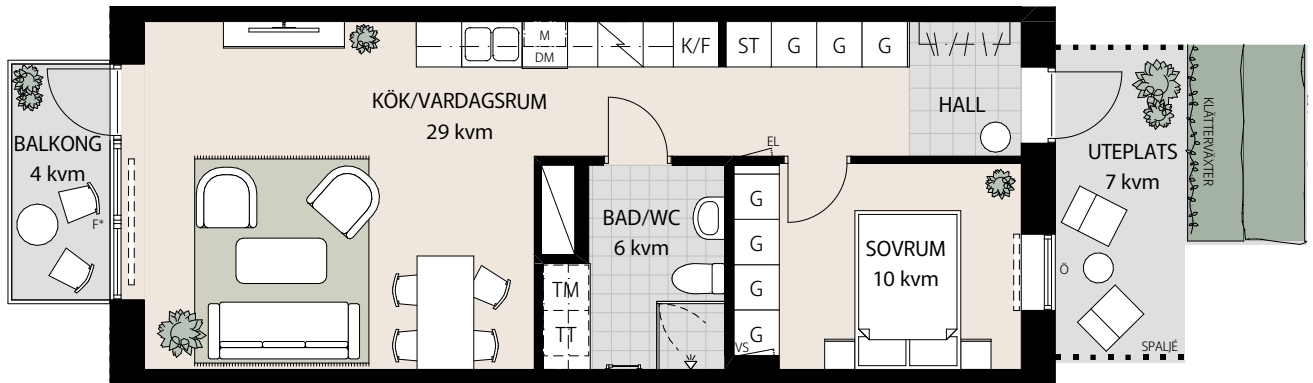 M
DM
K/F
ST
G
G
G
KÖK/VARDAGSRUM
29 kvm
HALL
BALKONG
4 kvm
F*
EL
UTEPLATS
7 kvm
KLÄTTERVÄXTER
BAD/WC
6 kvm
G
G
G
G
VS
SOVRUM
10 kvm
Ö
TM
TT
SPALJÉ